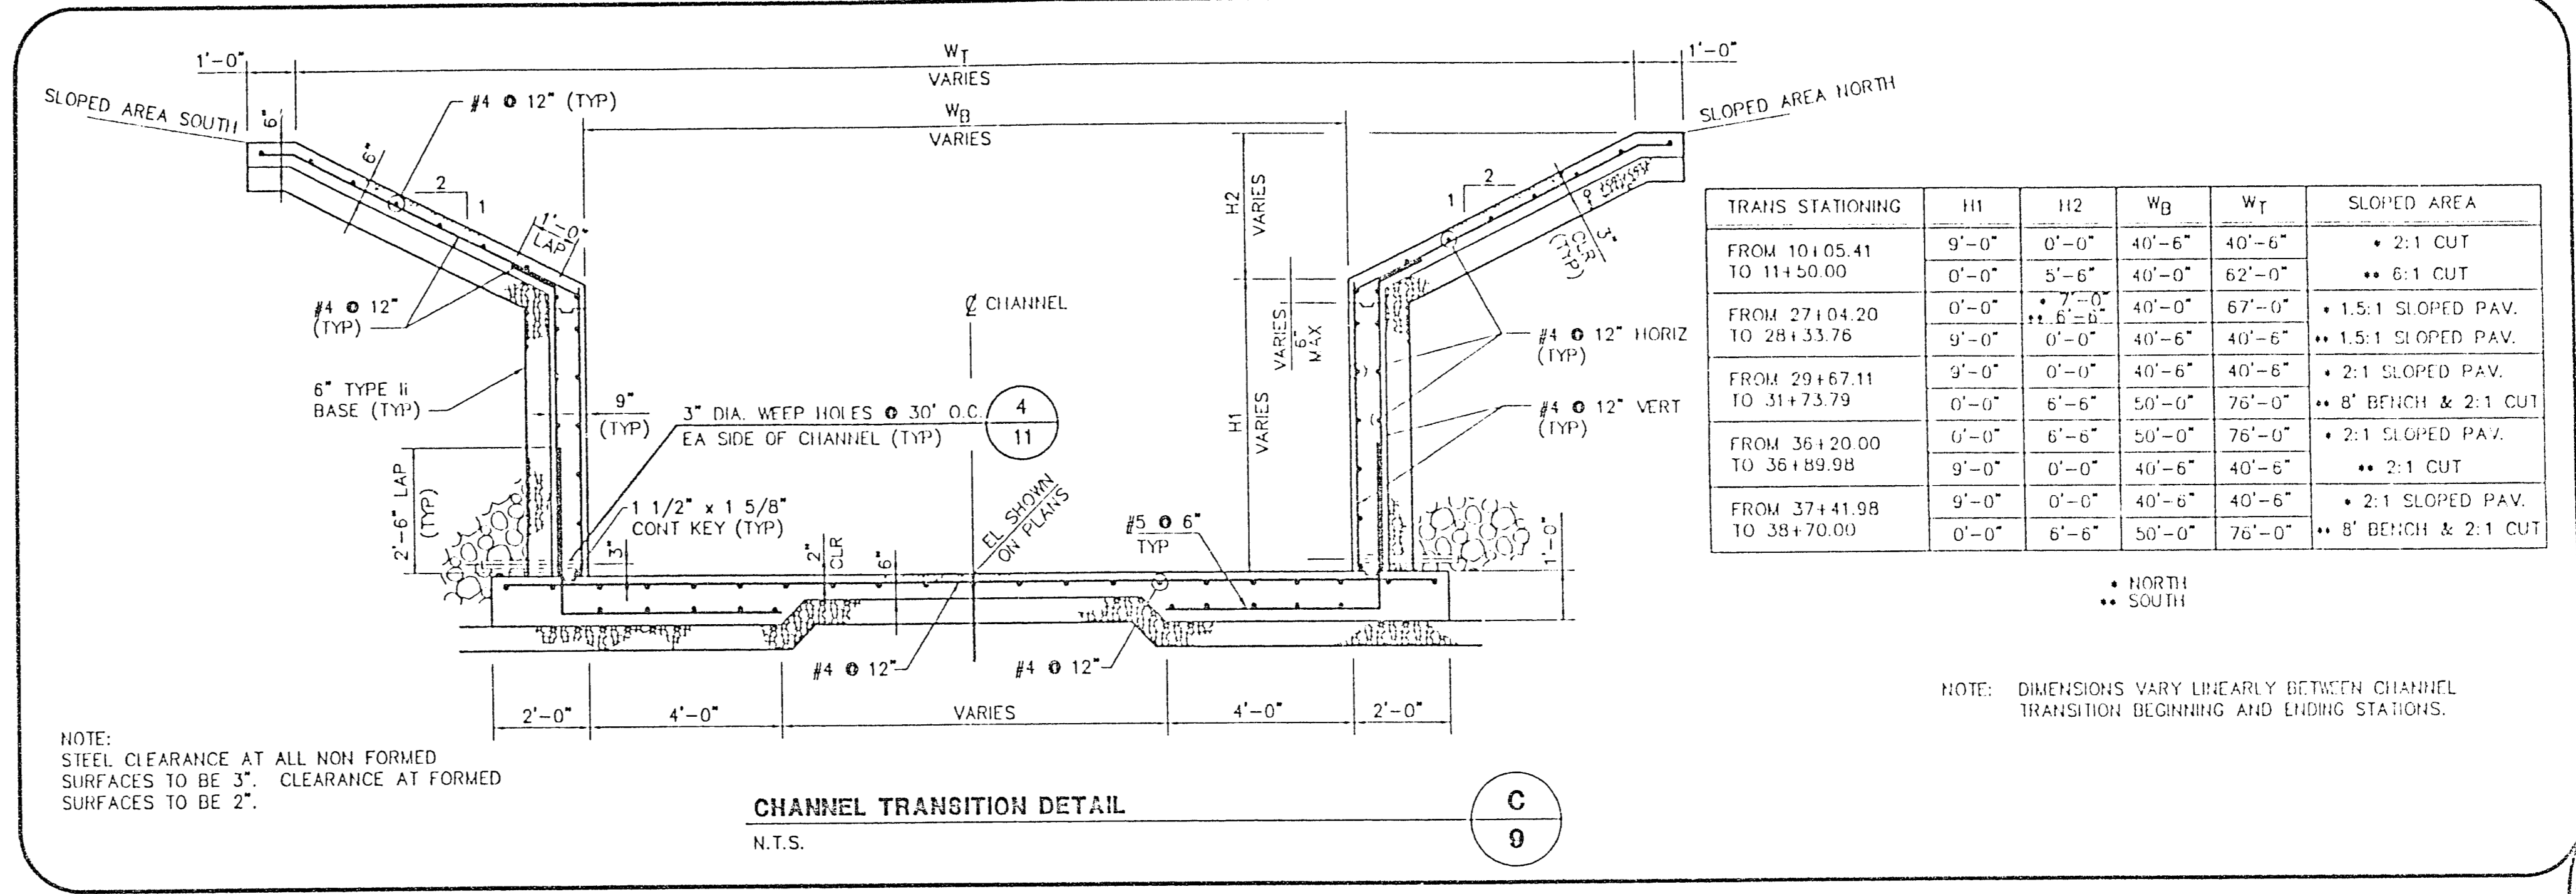 1'-0"
WT
VARIES
1'-0"
SLOPED AREA SOUTH
6"
#4 @ 12" (TYP)
WB
VARIES
SLOPED AREA NORTH
6"
2
1
1'-0"
LAP
H2
VARIES
2
1
3"
CLR
(TYP)
#4 @ 12"
(TYP)
℄ CHANNEL
VARIES
6"
MAX
#4 @ 12" HORIZ
(TYP)
6" TYPE II
BASE (TYP)
9"
(TYP)
3" DIA. WEEP HOLES @ 30' O.C.
EA SIDE OF CHANNEL (TYP)
4
11
H1
VARIES
#4 @ 12" VERT
(TYP)
2'-6" LAP
(TYP)
1 1/2" x 1 5/8"
CONT KEY (TYP)
3"
2"
CLR
6"
EL SHOWN
ON PLANS
#5 @ 6"
TYP
1'-0"
#4 @ 12"
#4 @ 12"
2'-0"
4'-0"
VARIES
4'-0"
2'-0"
TRANS STATIONING H1 H2 WB WT SLOPED AREA
FROM 10+05.41
TO 11+50.00
9'-0" 0'-0" 40'-6" 40'-6" * 2:1 CUT
0'-0" 5'-6" 40'-0" 62'-0" ** 6:1 CUT
FROM 27+04.20
TO 28+33.76
0'-0" * 7'-0" ** 6'-6" 40'-0" 67'-0" * 1.5:1 SLOPED PAV.
9'-0" 0'-0" 40'-6" 40'-6" ** 1.5:1 SLOPED PAV.
FROM 29+67.11
TO 31+73.79
9'-0" 0'-0" 40'-6" 40'-6" * 2:1 SLOPED PAV.
0'-0" 6'-6" 50'-0" 76'-0" ** 8' BENCH & 2:1 CUT
FROM 36+20.00
TO 36+89.98
0'-0" 6'-6" 50'-0" 76'-0" * 2:1 SLOPED PAV.
9'-0" 0'-0" 40'-6" 40'-6" ** 2:1 CUT
FROM 37+41.98
TO 38+70.00
9'-0" 0'-0" 40'-6" 40'-6" * 2:1 SLOPED PAV.
0'-0" 6'-6" 50'-0" 76'-0" ** 8' BENCH & 2:1 CUT
* NORTH
** SOUTH
NOTE: DIMENSIONS VARY LINEARLY BETWEEN CHANNEL
TRANSITION BEGINNING AND ENDING STATIONS.
NOTE:
STEEL CLEARANCE AT ALL NON FORMED
SURFACES TO BE 3". CLEARANCE AT FORMED
SURFACES TO BE 2".
CHANNEL TRANSITION DETAIL
N.T.S.
C
9